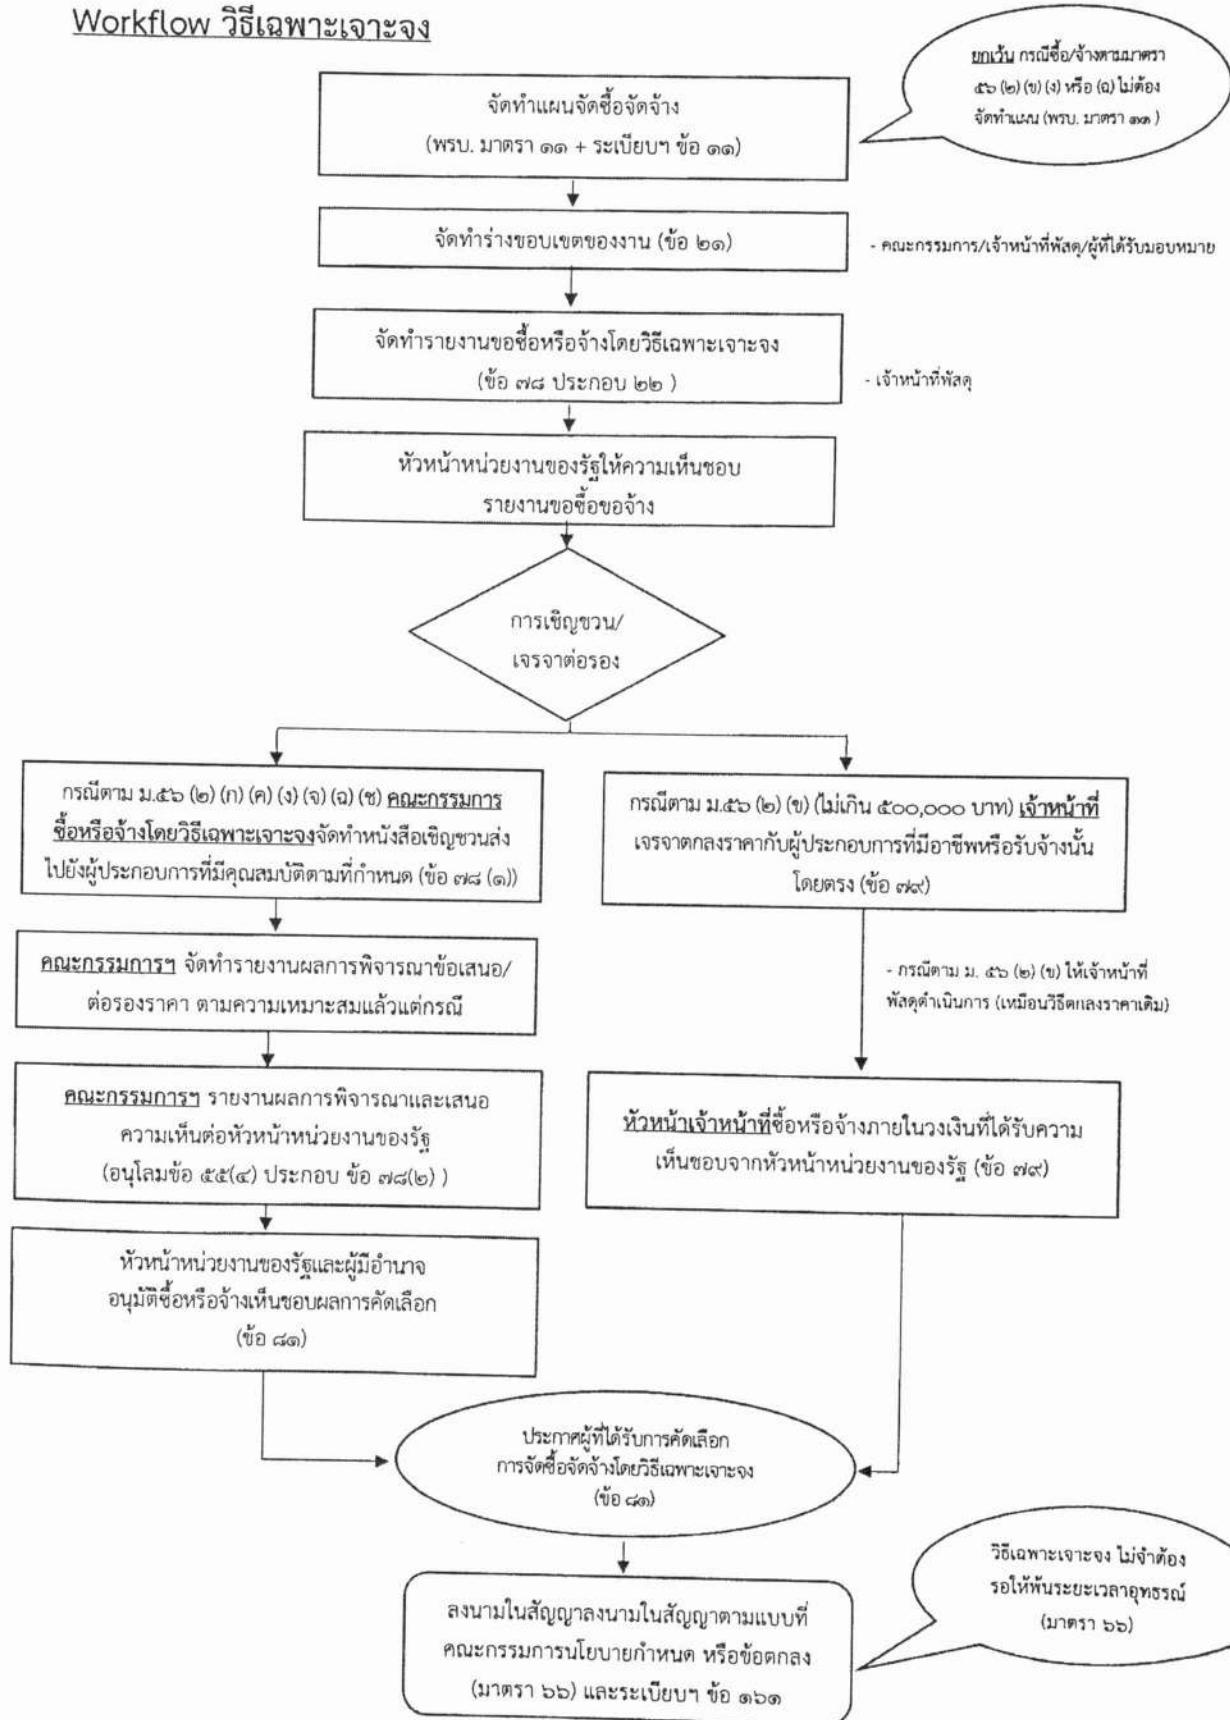 Workflow วิธีเฉพาะเจาะจง
ยกเว้น กรณีซื้อ/จ้างตามมาตรา
๕๖ (๒) (ข) (ง) หรือ (ฉ) ไม่ต้อง
จัดทำแผน (พรบ. มาตรา ๑๑ )
จัดทำแผนจัดซื้อจัดจ้าง
(พรบ. มาตรา ๑๑ + ระเบียบฯ ข้อ ๑๑)
จัดทำร่างขอบเขตของงาน (ข้อ ๒๑)
- คณะกรรมการ/เจ้าหน้าที่พัสดุ/ผู้ที่ได้รับมอบหมาย
จัดทำรายงานขอซื้อหรือจ้างโดยวิธีเฉพาะเจาะจง
(ข้อ ๗๘ ประกอบ ๒๒ )
- เจ้าหน้าที่พัสดุ
หัวหน้าหน่วยงานของรัฐให้ความเห็นชอบ
รายงานขอซื้อขอจ้าง
การเชิญชวน/
เจรจาต่อรอง
กรณีตาม ม.๕๖ (๒) (ก) (ค) (ง) (จ) (ฉ) (ช) คณะกรรมการ
ซื้อหรือจ้างโดยวิธีเฉพาะเจาะจงจัดทำหนังสือเชิญชวนส่ง
ไปยังผู้ประกอบการที่มีคุณสมบัติตามที่กำหนด (ข้อ ๗๘ (๑))
กรณีตาม ม.๕๖ (๒) (ข) (ไม่เกิน ๕๐๐,๐๐๐ บาท) เจ้าหน้าที่
เจรจาตกลงราคากับผู้ประกอบการที่มีอาชีพหรือรับจ้างนั้น
โดยตรง (ข้อ ๗๙)
คณะกรรมการฯ จัดทำรายงานผลการพิจารณาข้อเสนอ/
ต่อรองราคา ตามความเหมาะสมแล้วแต่กรณี
- กรณีตาม ม. ๕๖ (๒) (ข) ให้เจ้าหน้าที่
พัสดุดำเนินการ (เหมือนวิธีตกลงราคาเดิม)
คณะกรรมการฯ รายงานผลการพิจารณาและเสนอ
ความเห็นต่อหัวหน้าหน่วยงานของรัฐ
(อนุโลมข้อ ๕๕(๔) ประกอบ ข้อ ๗๘(๒) )
หัวหน้าเจ้าหน้าที่ซื้อหรือจ้างภายในวงเงินที่ได้รับความ
เห็นชอบจากหัวหน้าหน่วยงานของรัฐ (ข้อ ๗๙)
หัวหน้าหน่วยงานของรัฐและผู้มีอำนาจ
อนุมัติซื้อหรือจ้างเห็นชอบผลการคัดเลือก
(ข้อ ๘๑)
ประกาศผู้ที่ได้รับการคัดเลือก
การจัดซื้อจัดจ้างโดยวิธีเฉพาะเจาะจง
(ข้อ ๘๑)
วิธีเฉพาะเจาะจง ไม่จำต้อง
รอให้พ้นระยะเวลาอุทธรณ์
(มาตรา ๖๖)
ลงนามในสัญญาลงนามในสัญญาตามแบบที่
คณะกรรมการนโยบายกำหนด หรือข้อตกลง
(มาตรา ๖๖) และระเบียบฯ ข้อ ๑๖๑